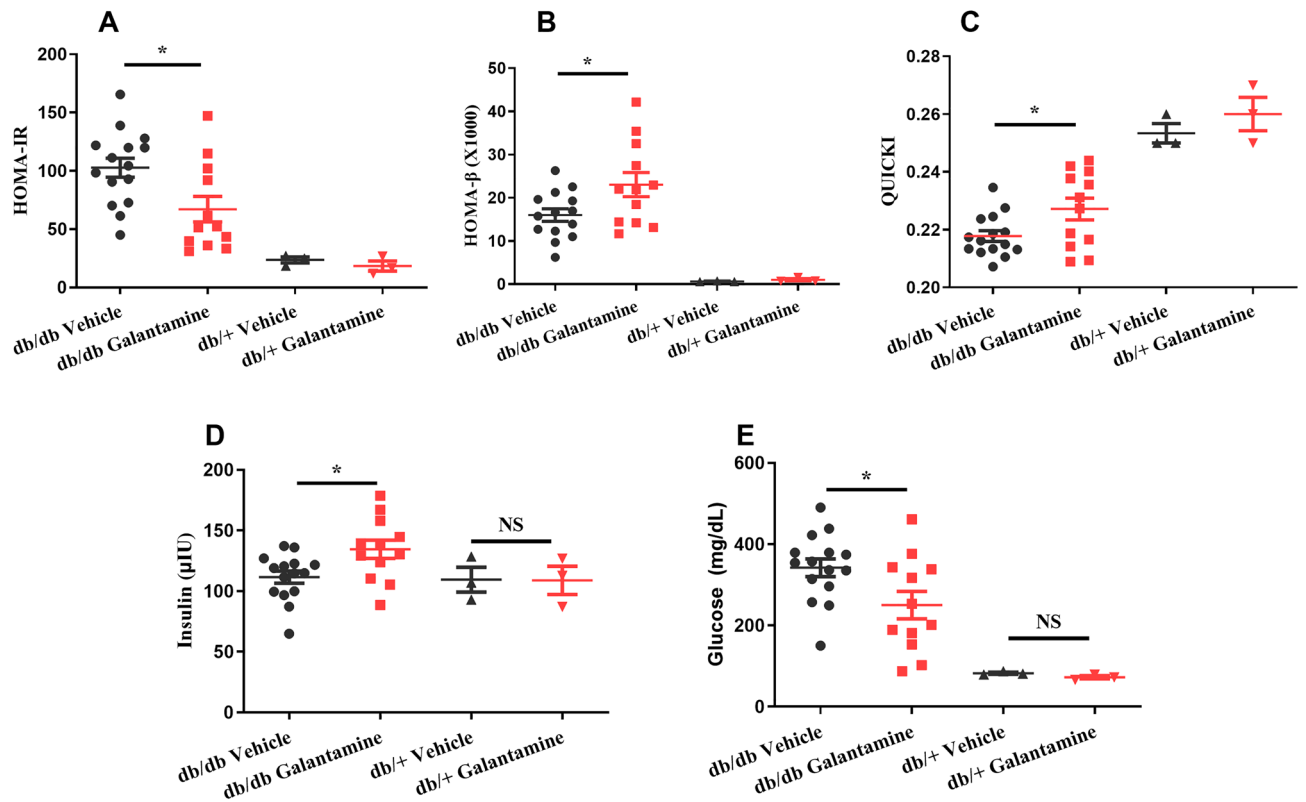 A
HOMA-IR
200
150
100
50
0
*
db/db Vehicle
db/db Galantamine
db/+ Vehicle
db/+ Galantamine
B
HOMA-β (X1000)
50
40
30
20
10
0
*
db/db Vehicle
db/db Galantamine
db/+ Vehicle
db/+ Galantamine
C
QUICKI
0.28
0.26
0.24
0.22
0.20
*
db/db Vehicle
db/db Galantamine
db/+ Vehicle
db/+ Galantamine
D
Insulin (µIU)
200
150
100
50
0
*
NS
db/db Vehicle
db/db Galantamine
db/+ Vehicle
db/+ Galantamine
E
Glucose (mg/dL)
600
400
200
0
*
NS
db/db Vehicle
db/db Galantamine
db/+ Vehicle
db/+ Galantamine